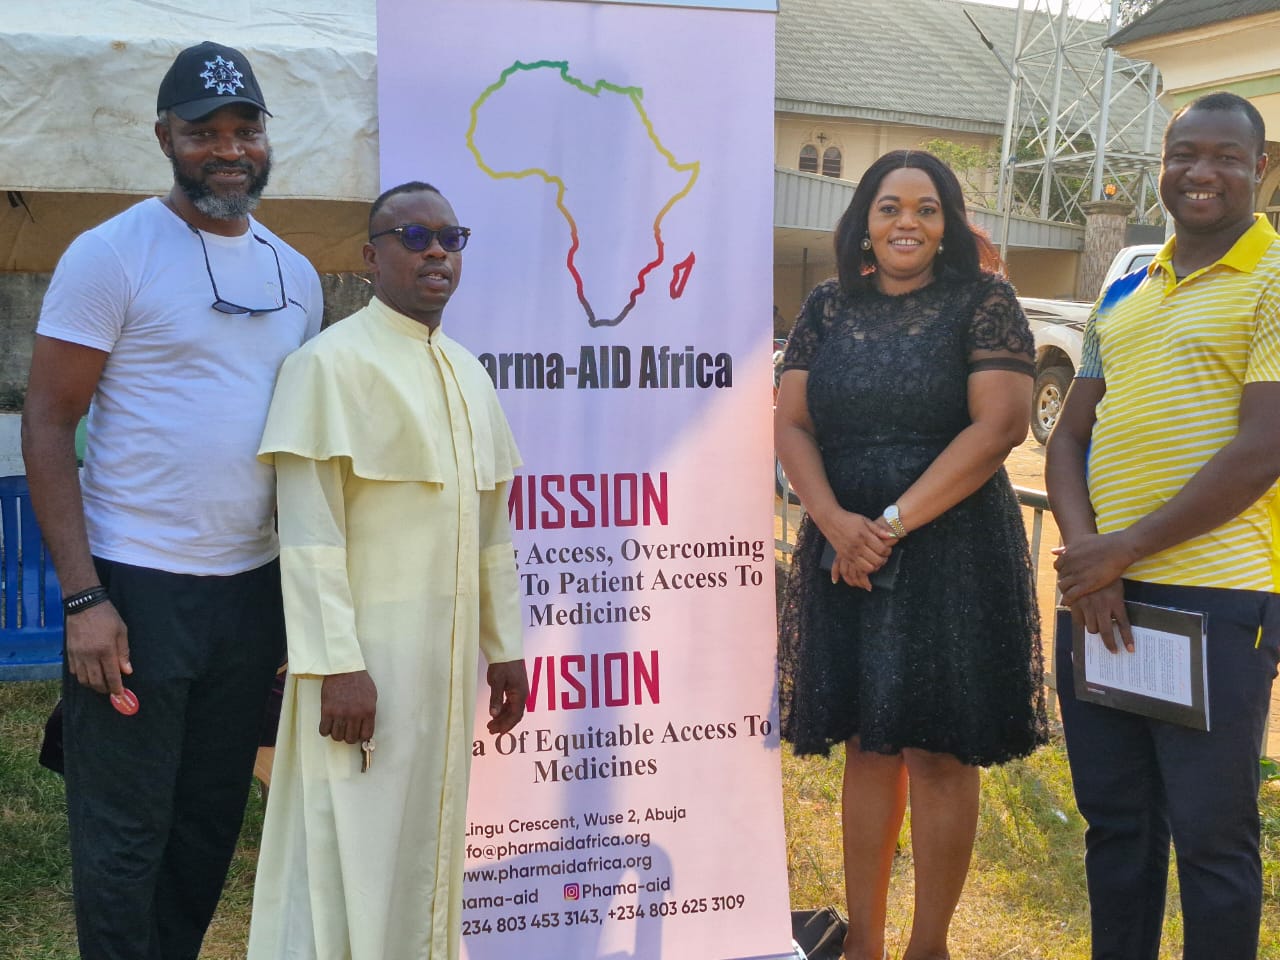 arma-AID Africa
MISSION
g Access, Overcoming
To Patient Access To
Medicines
VISION
a Of Equitable Access To
Medicines
Lingu Crescent, Wuse 2, Abuja
fo@pharmaidafrica.org
www.pharmaidafrica.org
hama-aid Phama-aid
234 803 453 3143, +234 803 625 3109